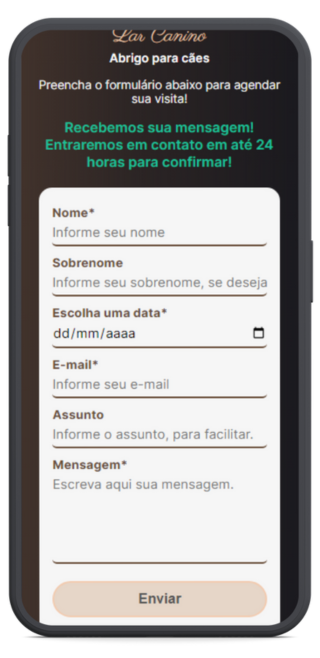 Lar Canino
Abrigo para cães
Preencha o formulário abaixo para agendar
sua visita!
Recebemos sua mensagem!
Entraremos em contato em até 24
horas para confirmar!
Nome*
Informe seu nome
Sobrenome
Informe seu sobrenome, se deseja
Escolha uma data*
dd/mm/aaaa
E-mail*
Informe seu e-mail
Assunto
Informe o assunto, para facilitar.
Mensagem*
Escreva aqui sua mensagem.
Enviar